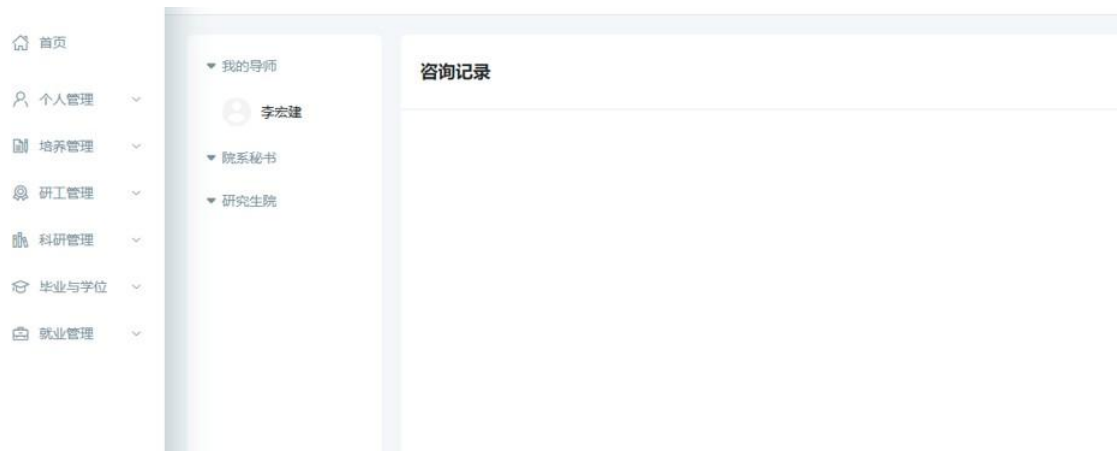 首页
个人管理
培养管理
研工管理
科研管理
毕业与学位
就业管理
我的导师
李宏建
院系秘书
研究生院
咨询记录